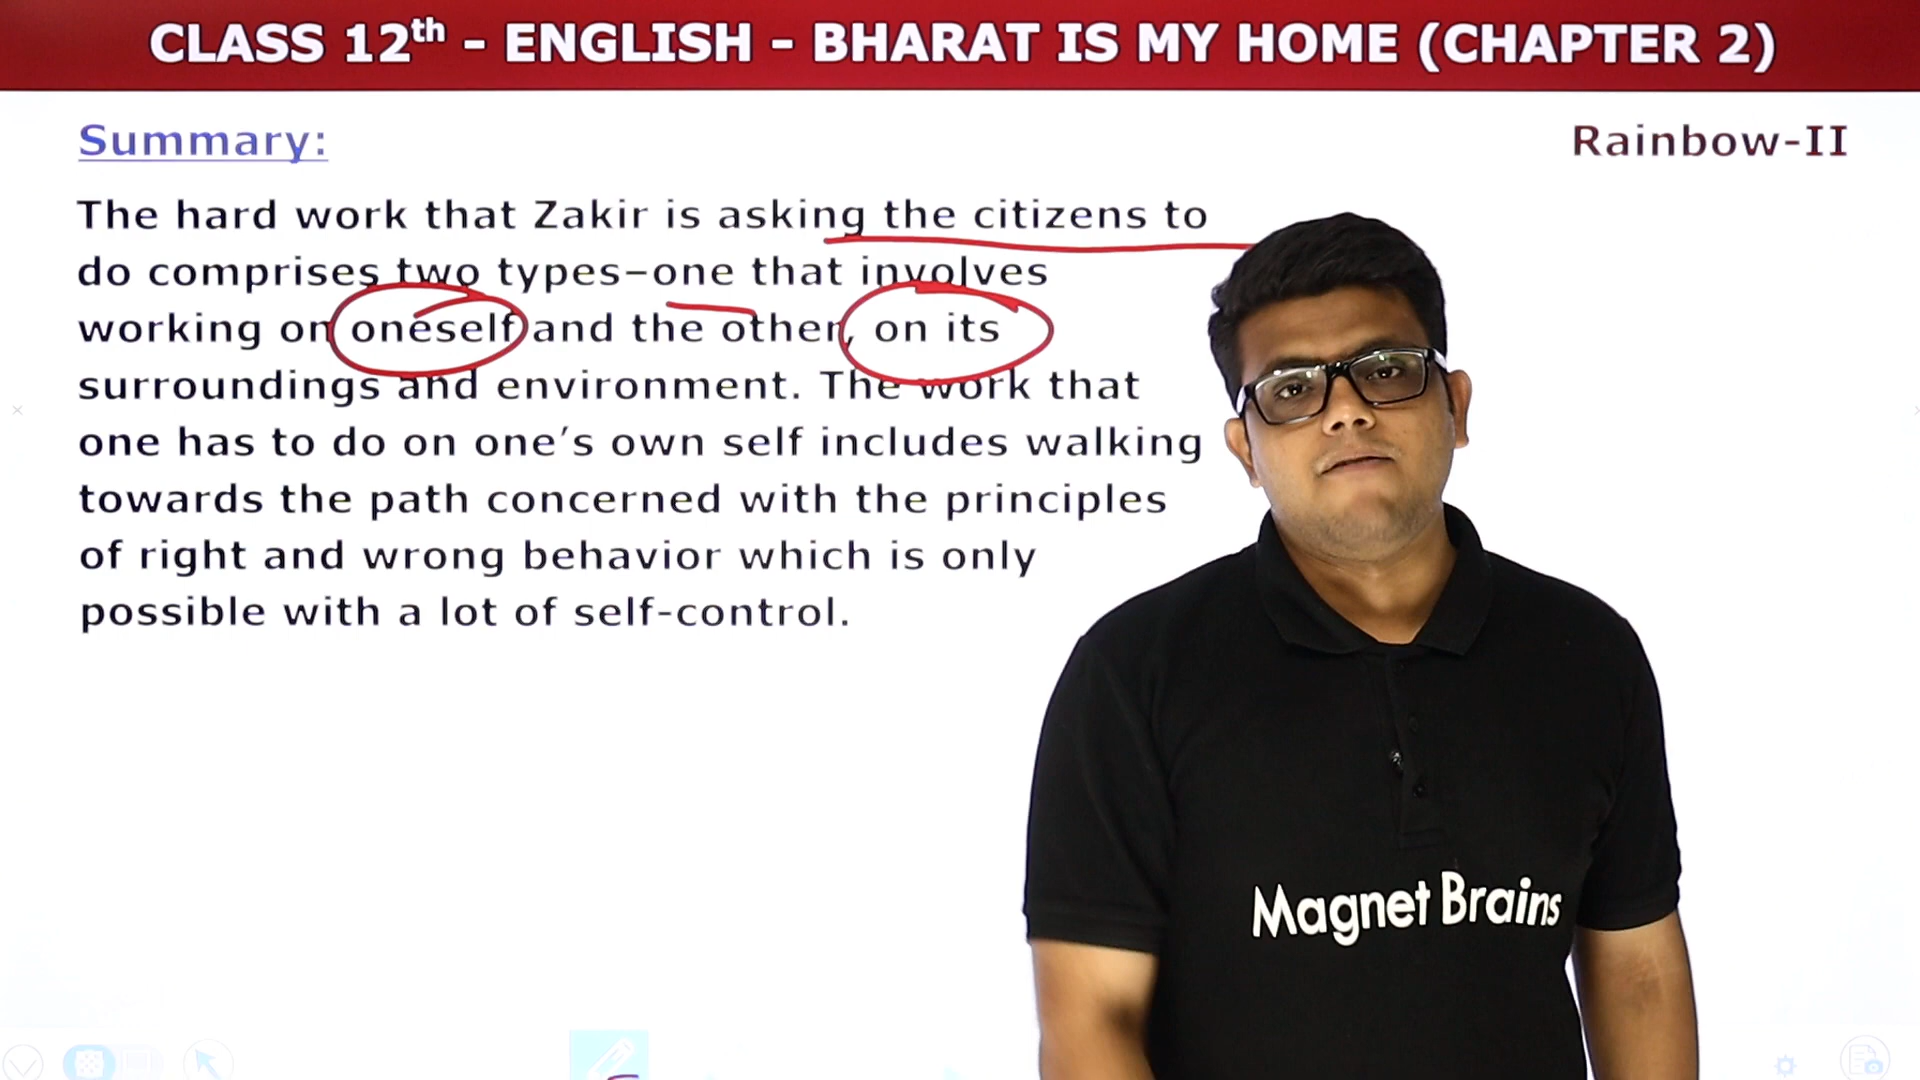 CLASS 12th - ENGLISH - BHARAT IS MY HOME (CHAPTER 2)
Summary:
Rainbow-II
The hard work that Zakir is asking the citizens to
do comprises two types–one that involves
working on oneself and the other, on its
surroundings and environment. The work that
one has to do on one’s own self includes walking
towards the path concerned with the principles
of right and wrong behavior which is only
possible with a lot of self-control.
Magnet Brains